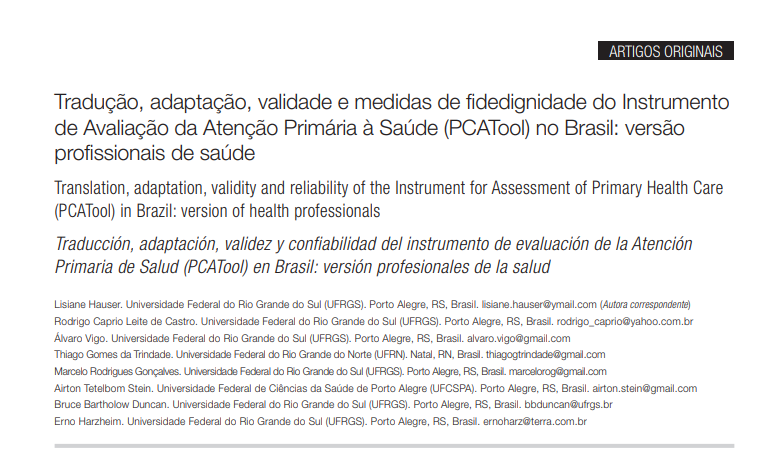 ARTIGOS ORIGINAIS
Tradução, adaptação, validade e medidas de fidedignidade do Instrumento
de Avaliação da Atenção Primária à Saúde (PCATool) no Brasil: versão
profissionais de saúde
Translation, adaptation, validity and reliability of the Instrument for Assessment of Primary Health Care
(PCATool) in Brazil: version of health professionals
Traducción, adaptación, validez y confiabilidad del instrumento de evaluación de la Atención
Primaria de Salud (PCATool) en Brasil: versión profesionales de la salud
Lisiane Hauser. Universidade Federal do Rio Grande do Sul (UFRGS). Porto Alegre, RS, Brasil. lisiane.hauser@ymail.com (Autora correspondente)
Rodrigo Caprio Leite de Castro. Universidade Federal do Rio Grande do Sul (UFRGS). Porto Alegre, RS, Brasil. rodrigo_caprio@yahoo.com.br
Álvaro Vigo. Universidade Federal do Rio Grande do Sul (UFRGS). Porto Alegre, RS, Brasil. alvaro.vigo@gmail.com
Thiago Gomes da Trindade. Universidade Federal do Rio Grande do Norte (UFRN). Natal, RN, Brasil. thiagogtrindade@gmail.com
Marcelo Rodrigues Gonçalves. Universidade Federal do Rio Grande do Sul (UFRGS). Porto Alegre, RS, Brasil. marcelorog@gmail.com
Airton Tetelbom Stein. Universidade Federal de Ciências da Saúde de Porto Alegre (UFCSPA). Porto Alegre, RS, Brasil. airton.stein@gmail.com
Bruce Bartholow Duncan. Universidade Federal do Rio Grande do Sul (UFRGS). Porto Alegre, RS, Brasil. bbduncan@ufrgs.br
Erno Harzheim. Universidade Federal do Rio Grande do Sul (UFRGS). Porto Alegre, RS, Brasil. ernoharz@terra.com.br